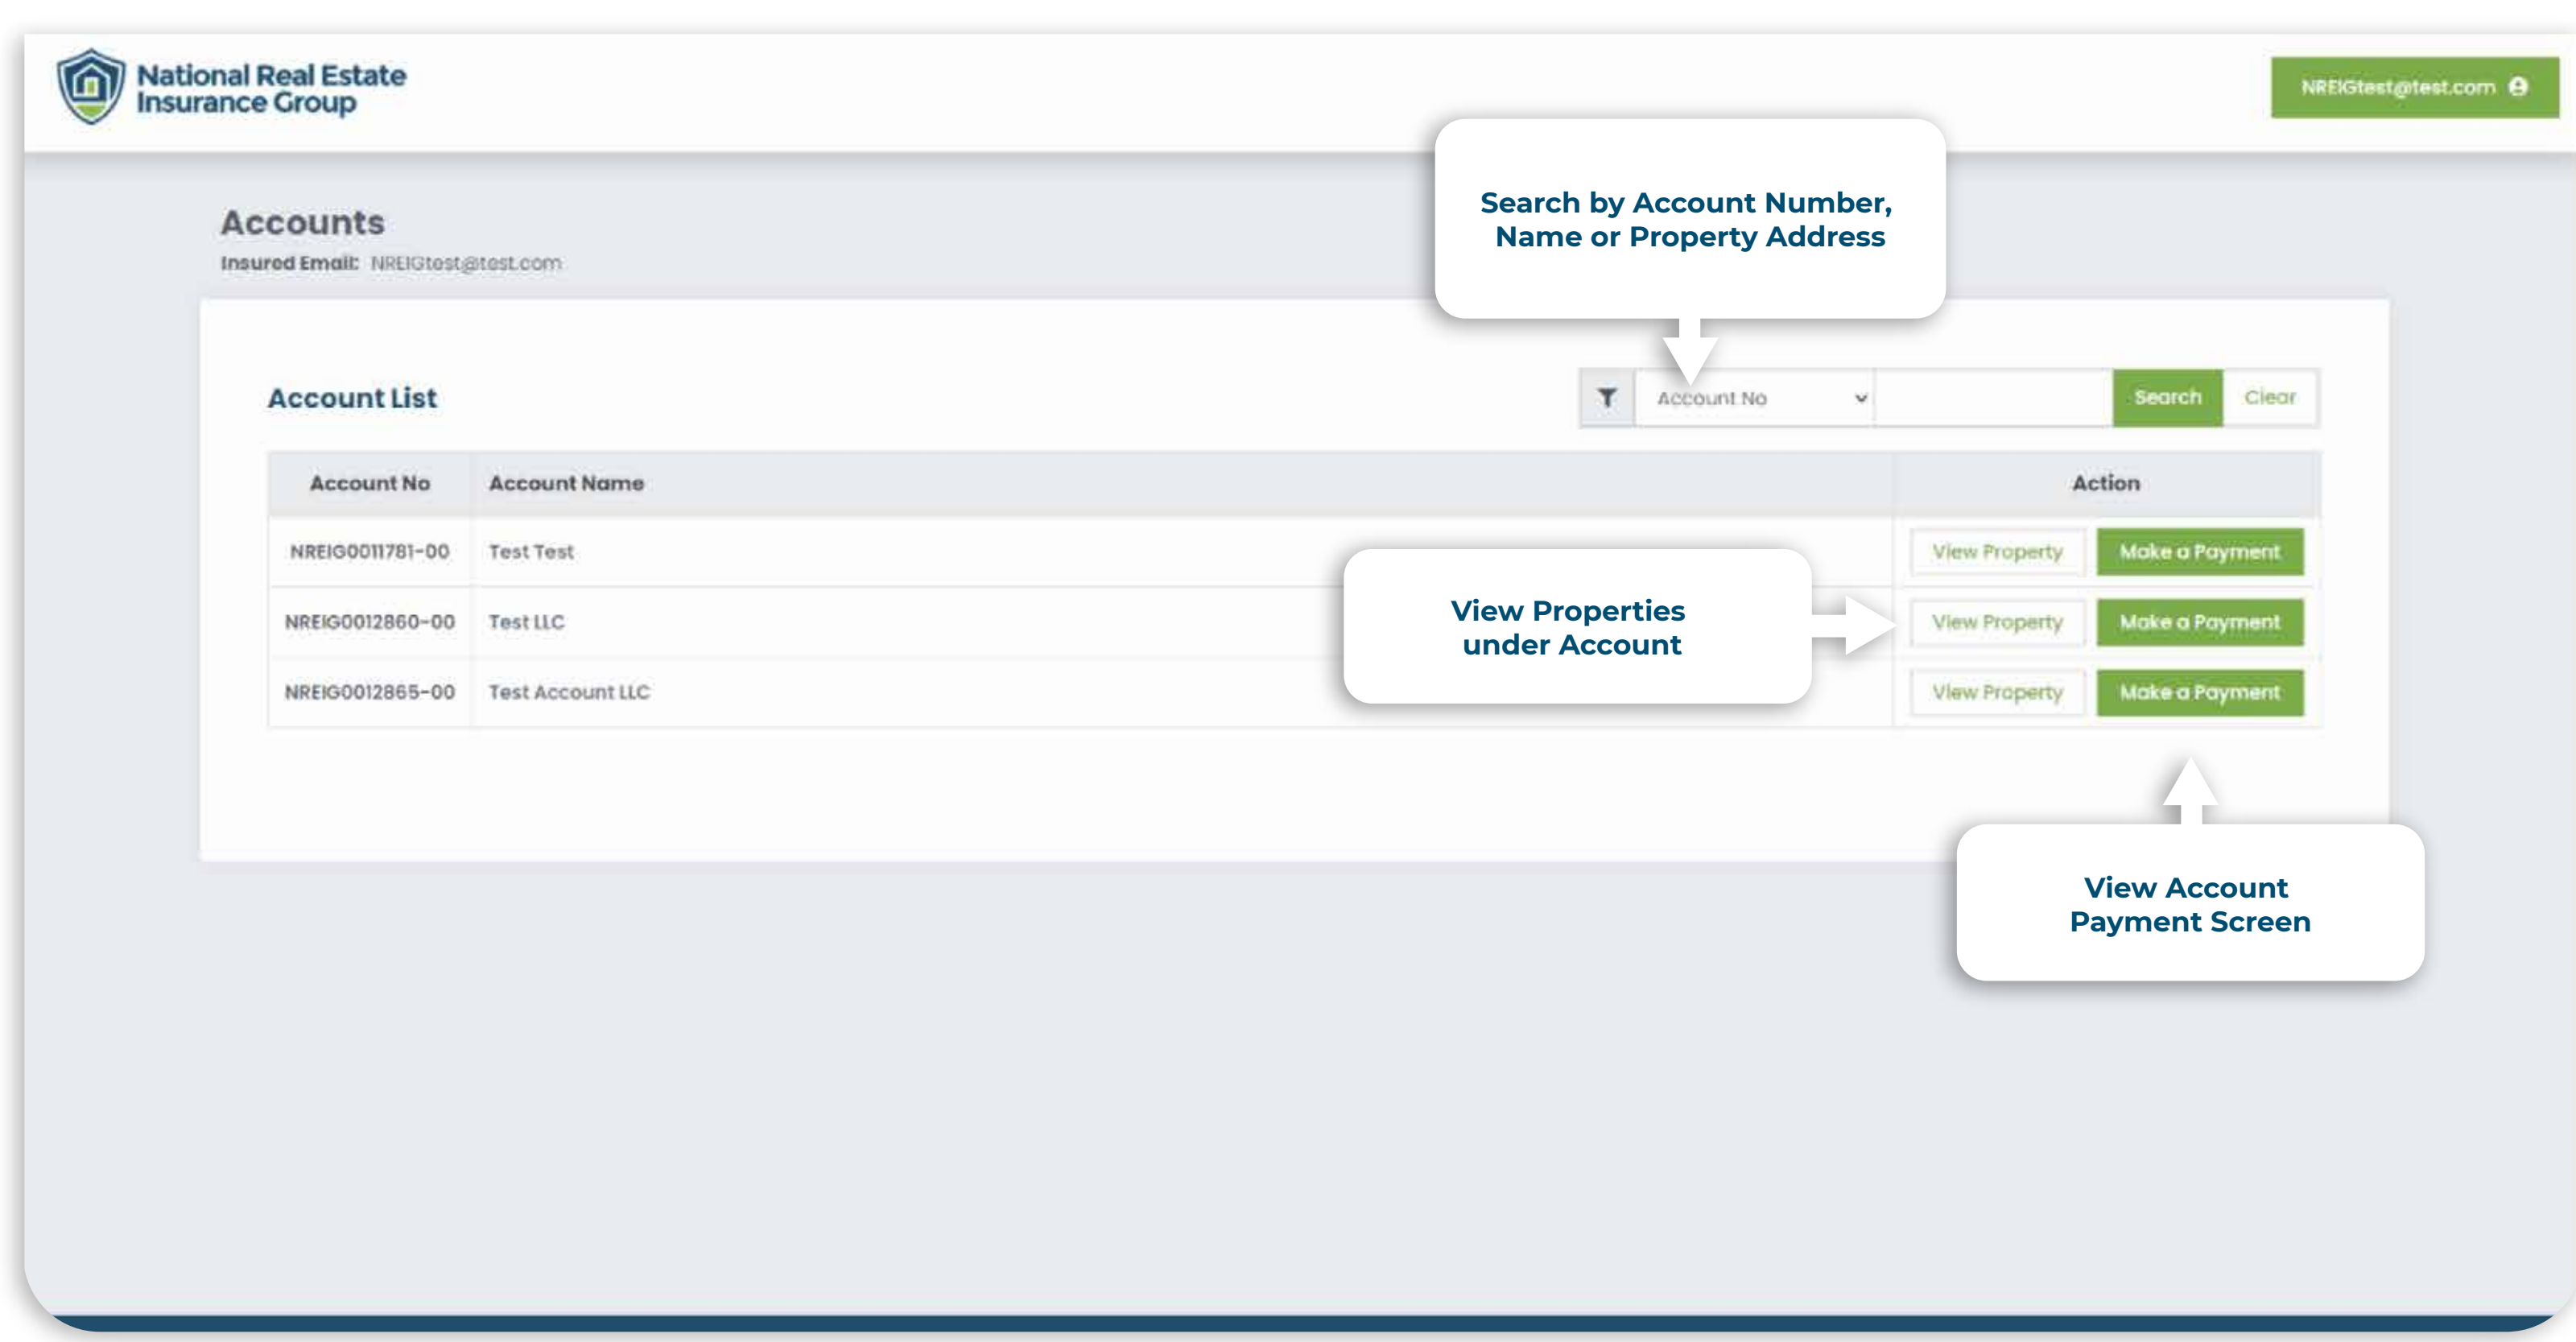 National Real Estate
Insurance Group
NREIGtest@test.com
Search by Account Number,
Name or Property Address
Accounts
Insured Email: NREIGtest@test.com
Account List
Account No
Search
Clear
Account No Account Name Action
NREIG0011781-00 Test Test View Property Make a Payment
NREIG0012860-00 Test LLC View Property Make a Payment
NREIG0012865-00 Test Account LLC View Property Make a Payment
View Properties
under Account
View Account
Payment Screen